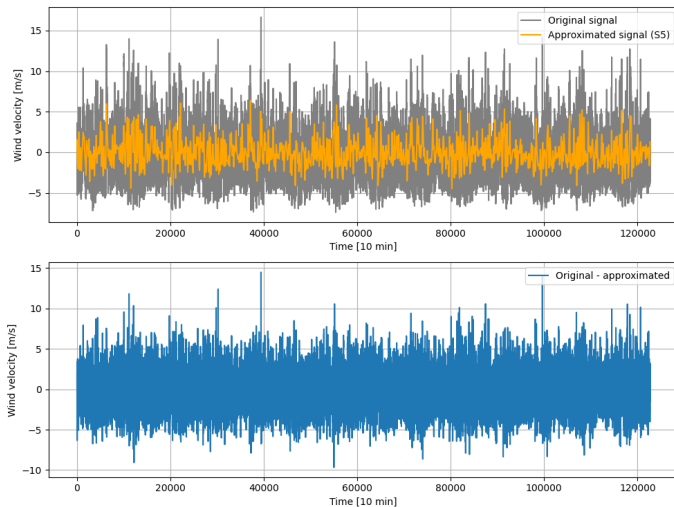 Original signal
Approximated signal (S5)
Wind velocity [m/s]
15
10
5
0
−5
0 20000 40000 60000 80000 100000 120000
Time [10 min]
Original - approximated
Wind velocity [m/s]
15
10
5
0
−5
−10
0 20000 40000 60000 80000 100000 120000
Time [10 min]